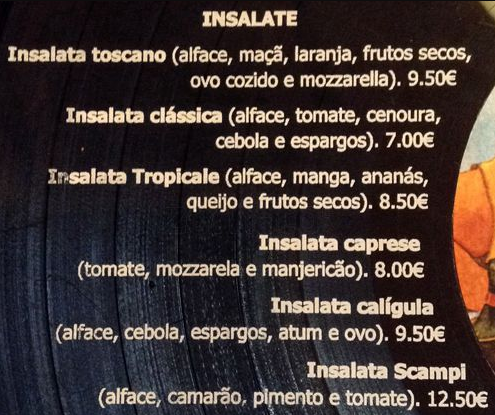 INSALATE
Insalata toscano (alface, maçã, laranja, frutos secos,
ovo cozido e mozzarella). 9.50€
Insalata clássica (alface, tomate, cenoura,
cebola e espargos). 7.00€
Insalata Tropicale (alface, manga, ananás,
queijo e frutos secos). 8.50€
Insalata caprese
(tomate, mozzarela e manjericão). 8.00€
Insalata calígula
(alface, cebola, espargos, atum e ovo). 9.50€
Insalata Scampi
(alface, camarão, pimento e tomate). 12.50€